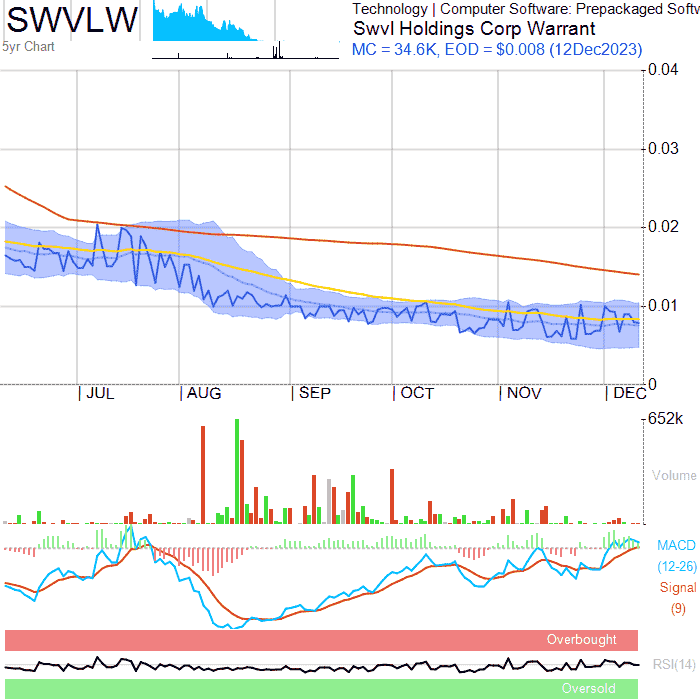 SWVLW
5yr Chart
Technology | Computer Software: Prepackaged Softw
Swvl Holdings Corp Warrant
MC = 34.6K, EOD = $0.008 (12Dec2023)
0.04
0.03
0.02
0.01
0
JUL AUG SEP OCT NOV DEC
652k
Volume
MACD
(12-26)
Signal
(9)
Overbought
RSI(14)
Oversold